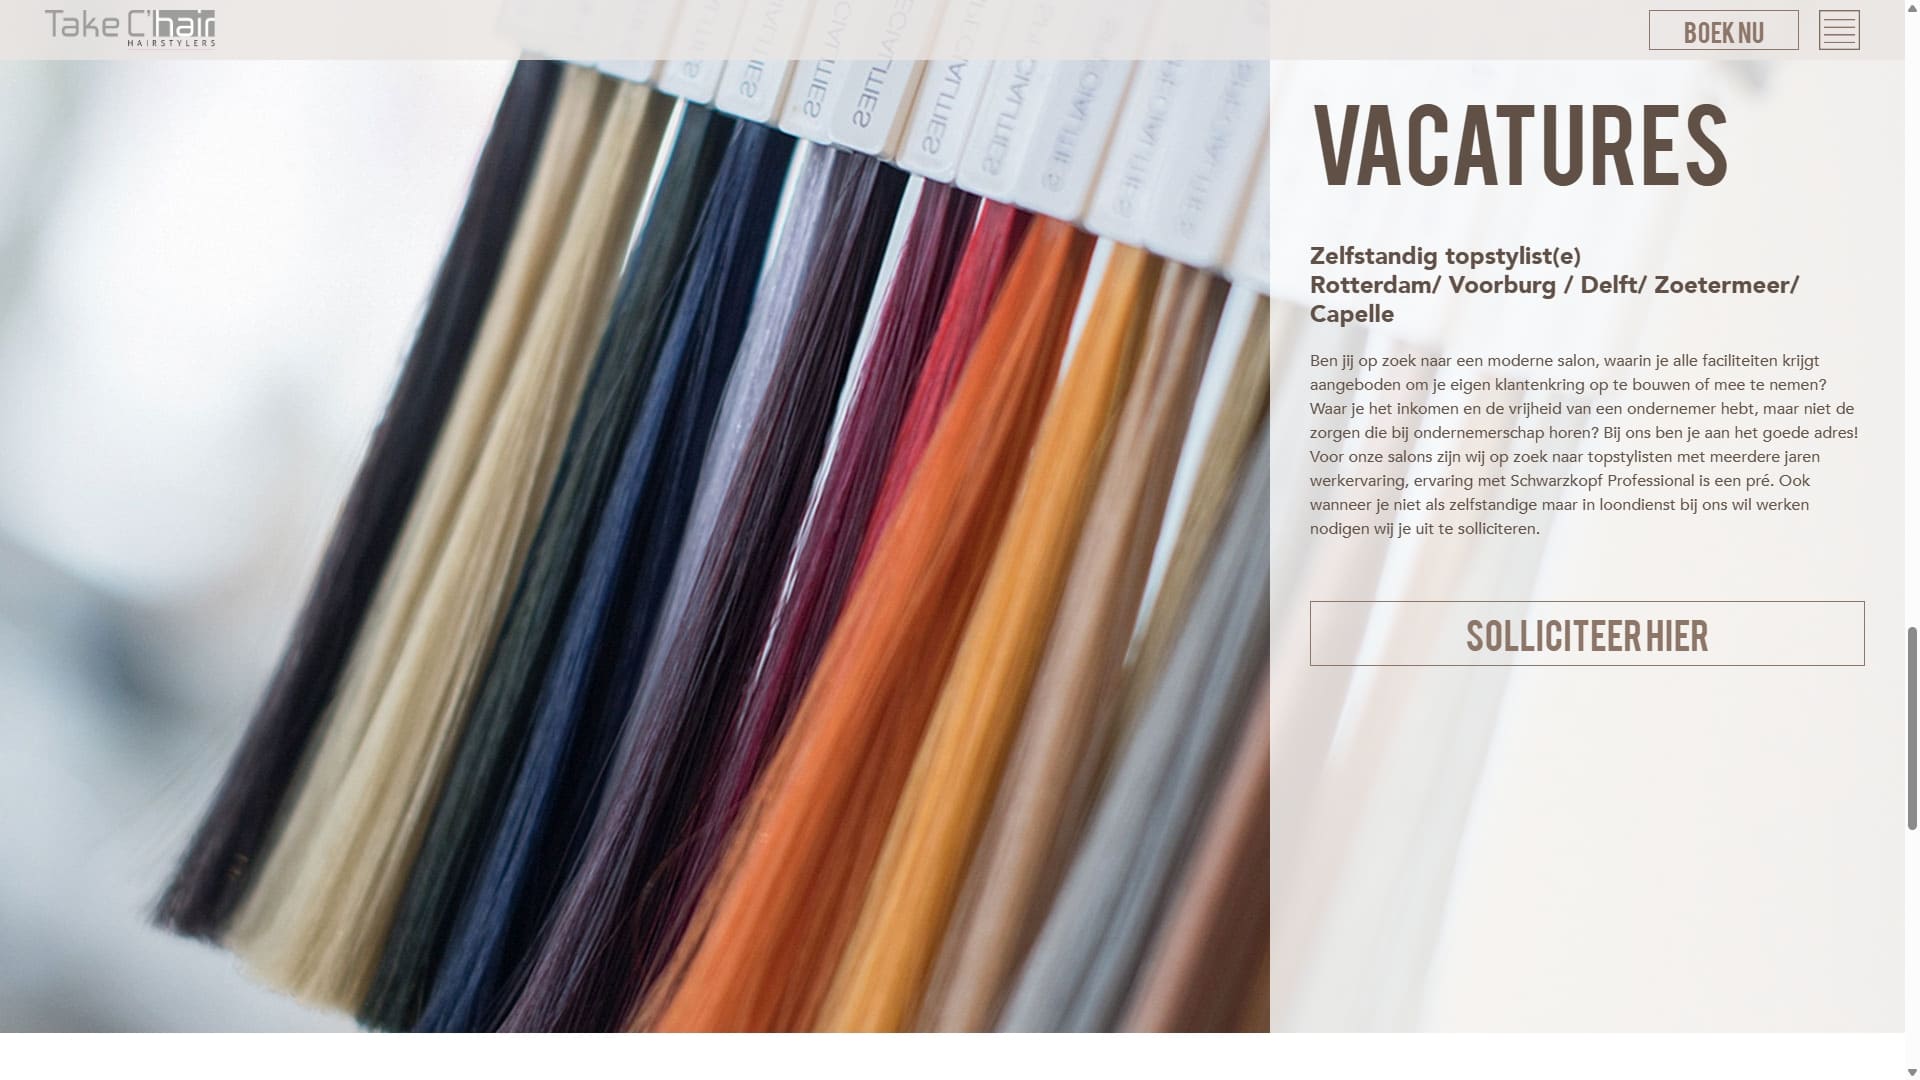 Take C'hair
HAIRSTYLERS
BOEK NU
SPECIALITIES
SPECIALITIES
SPECIALITIES
VACATURES
Zelfstandig topstylist(e)
Rotterdam/ Voorburg / Delft/ Zoetermeer/
Capelle
Ben jij op zoek naar een moderne salon, waarin je alle faciliteiten krijgt
aangeboden om je eigen klantenkring op te bouwen of mee te nemen?
Waar je het inkomen en de vrijheid van een ondernemer hebt, maar niet de
zorgen die bij ondernemerschap horen? Bij ons ben je aan het goede adres!
Voor onze salons zijn wij op zoek naar topstylisten met meerdere jaren
werkervaring, ervaring met Schwarzkopf Professional is een pré. Ook
wanneer je niet als zelfstandige maar in loondienst bij ons wil werken
nodigen wij je uit te solliciteren.
SOLLICITEER HIER